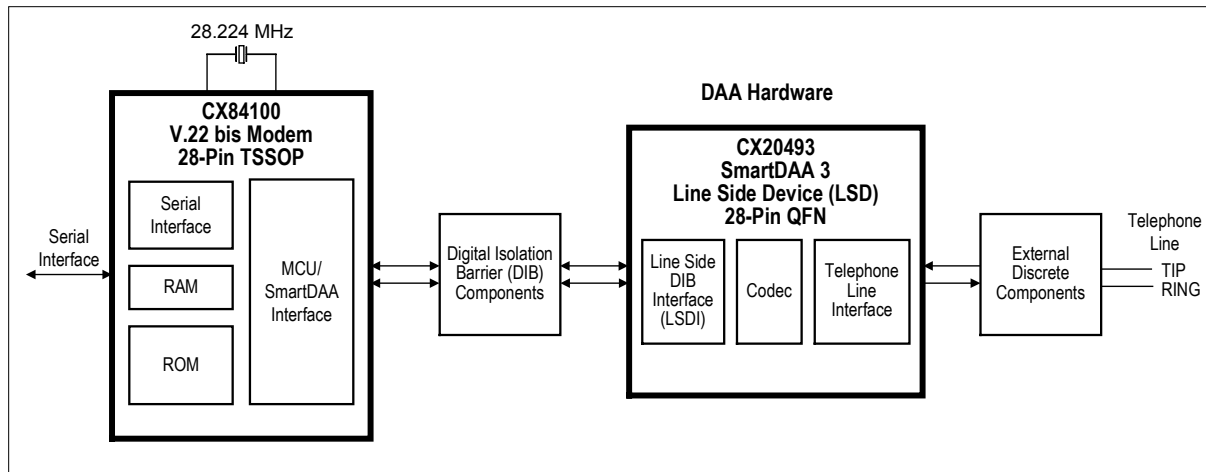 28.224 MHz
CX84100
V.22 bis Modem
28-Pin TSSOP
Serial
Interface
RAM
ROM
MCU/
SmartDAA
Interface
Serial
Interface
Digital Isolation
Barrier (DIB)
Components
DAA Hardware
CX20493
SmartDAA 3
Line Side Device (LSD)
28-Pin QFN
Line Side
DIB
Interface
(LSDI)
Codec
Telephone
Line
Interface
External
Discrete
Components
Telephone
Line
TIP
RING